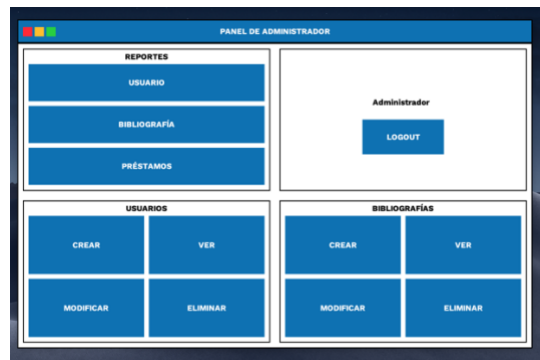 PANEL DE ADMINISTRADOR
REPORTES
USUARIO
BIBLIOGRAFÍA
PRÉSTAMOS
Administrador
LOGOUT
USUARIOS
CREAR
VER
MODIFICAR
ELIMINAR
BIBLIOGRAFÍAS
CREAR
VER
MODIFICAR
ELIMINAR